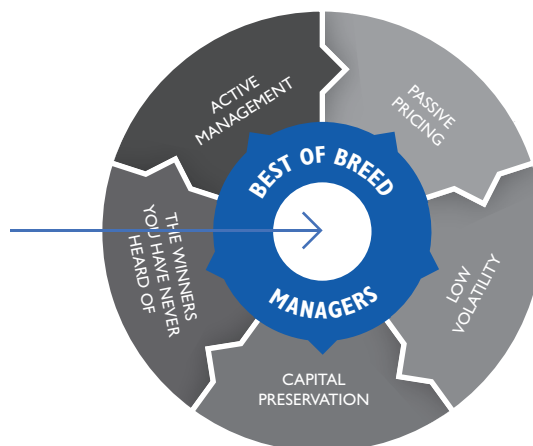 ACTIVE
MANAGEMENT
PASSIVE
PRICING
BEST OF BREED
MANAGERS
THE WINNERS
YOU HAVE NEVER
HEARD OF
LOW
VOLATILITY
CAPITAL
PRESERVATION